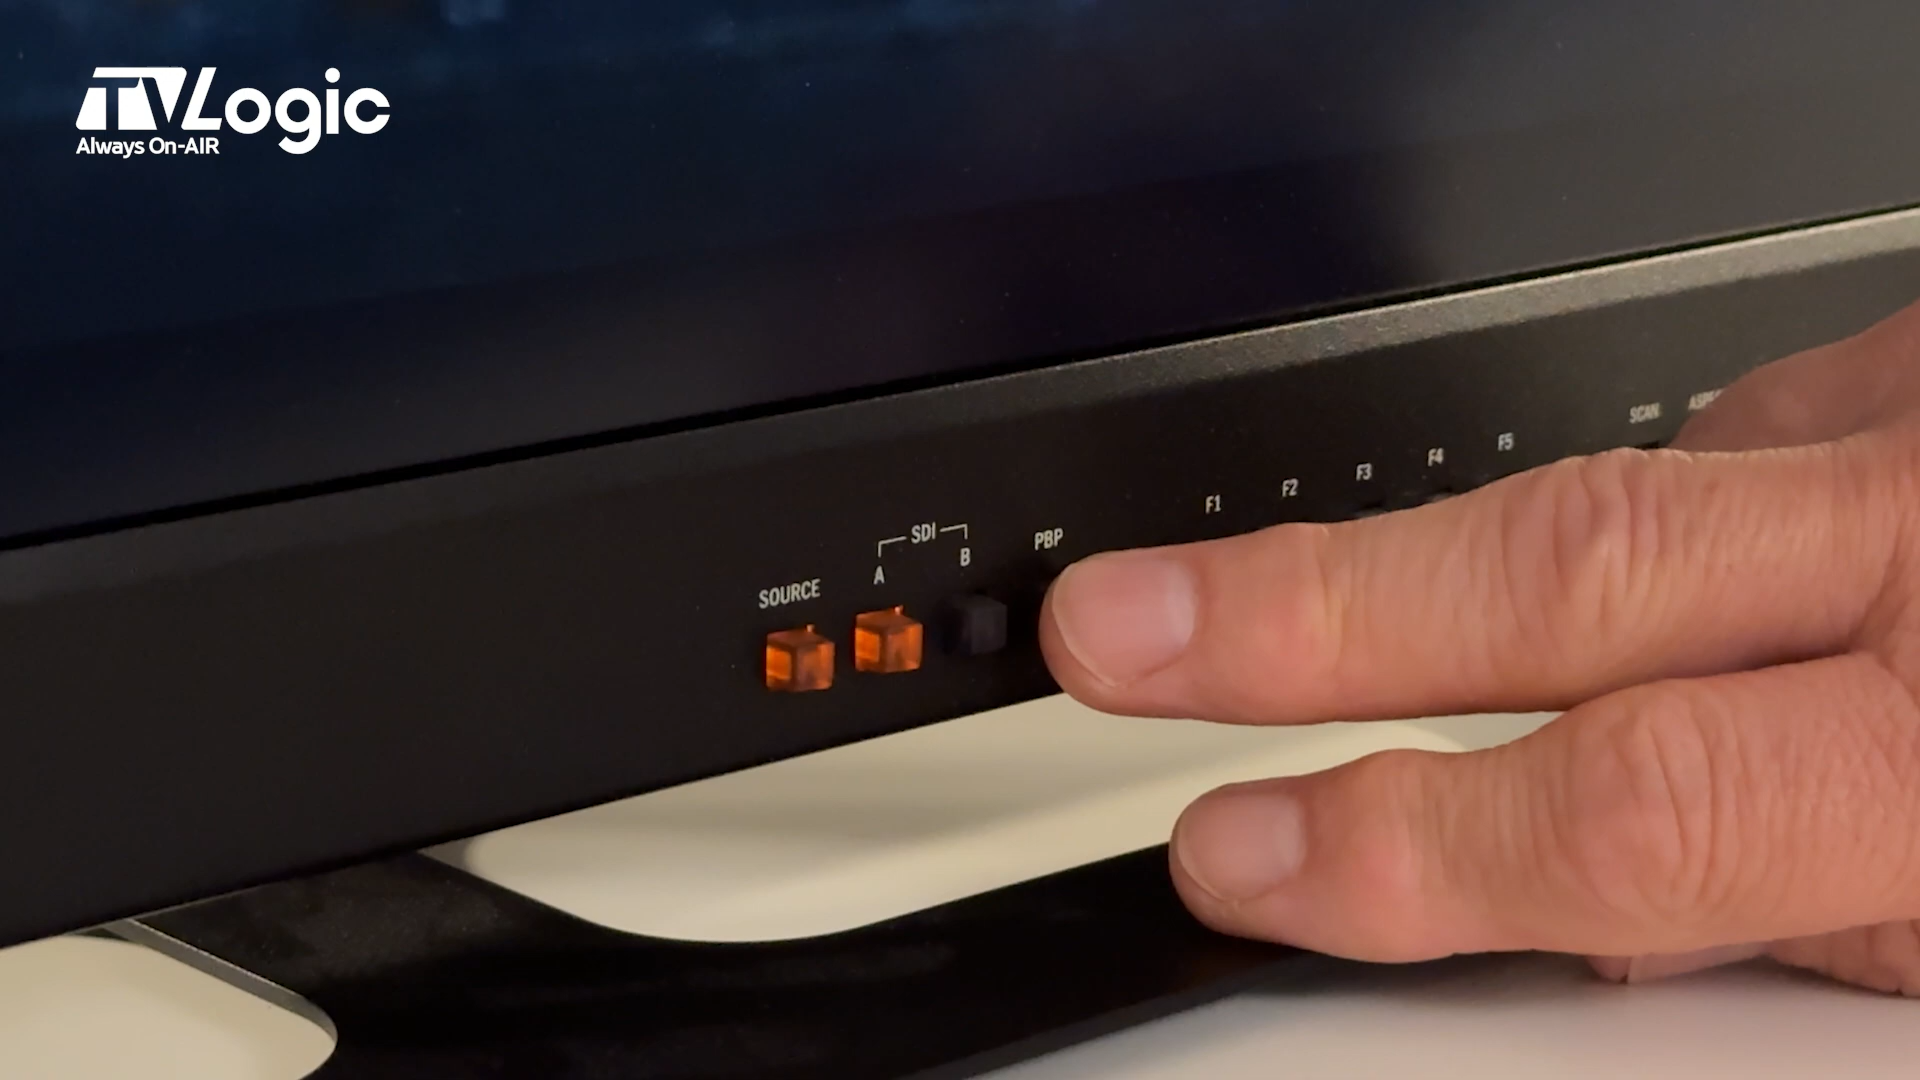 TVLogic
Always On-AIR
SOURCE
SDI
A
B
PBP
F1
F2
F3
F4
F5
SCAN